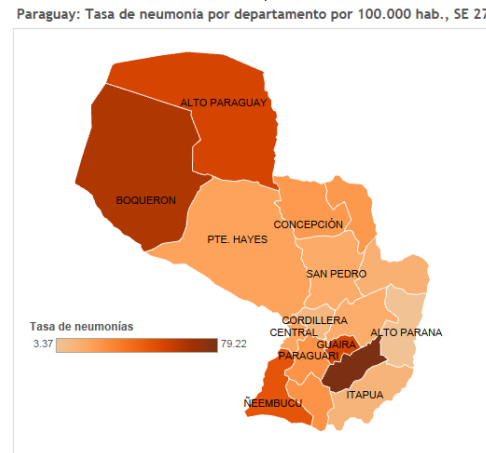 Paraguay: Tasa de neumonía por departamento por 100.000 hab., SE 27
ALTO PARAGUAY
BOQUERON
CONCEPCIÓN
PTE. HAYES
SAN PEDRO
CORDILLERA
CENTRAL
ALTO PARANA
GUAIRA
PARAGUARI
ÑEEMBUCU
ITAPUA
Tasa de neumonías
3.37 79.22